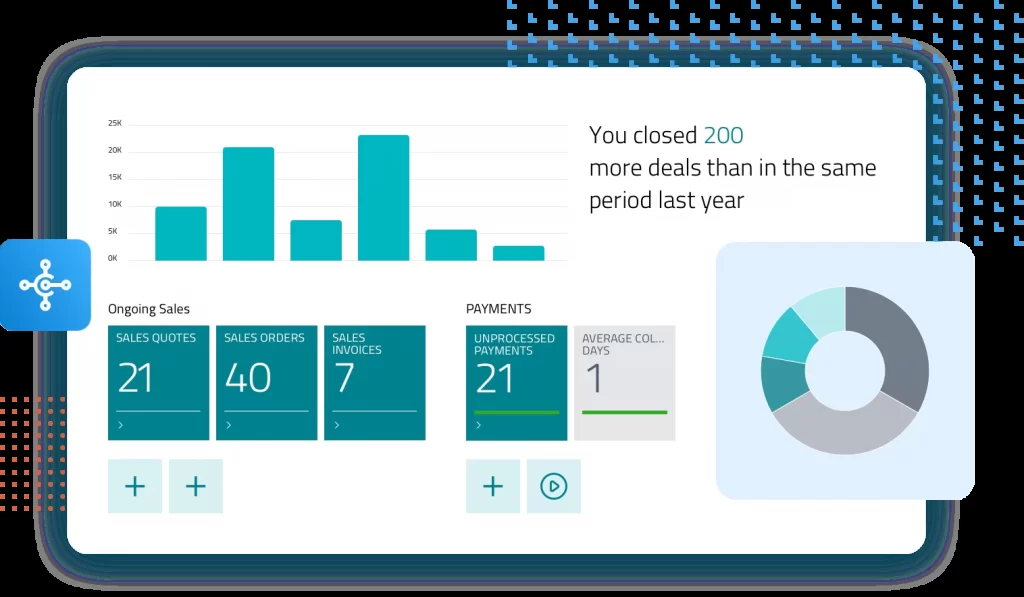 25K
20K
15K
10K
5K
0K
You closed 200
more deals than in the same
period last year
Ongoing Sales
SALES QUOTES
21
SALES ORDERS
40
SALES
INVOICES
7
PAYMENTS
UNPROCESSED
PAYMENTS
21
AVERAGE COL...
DAYS
1